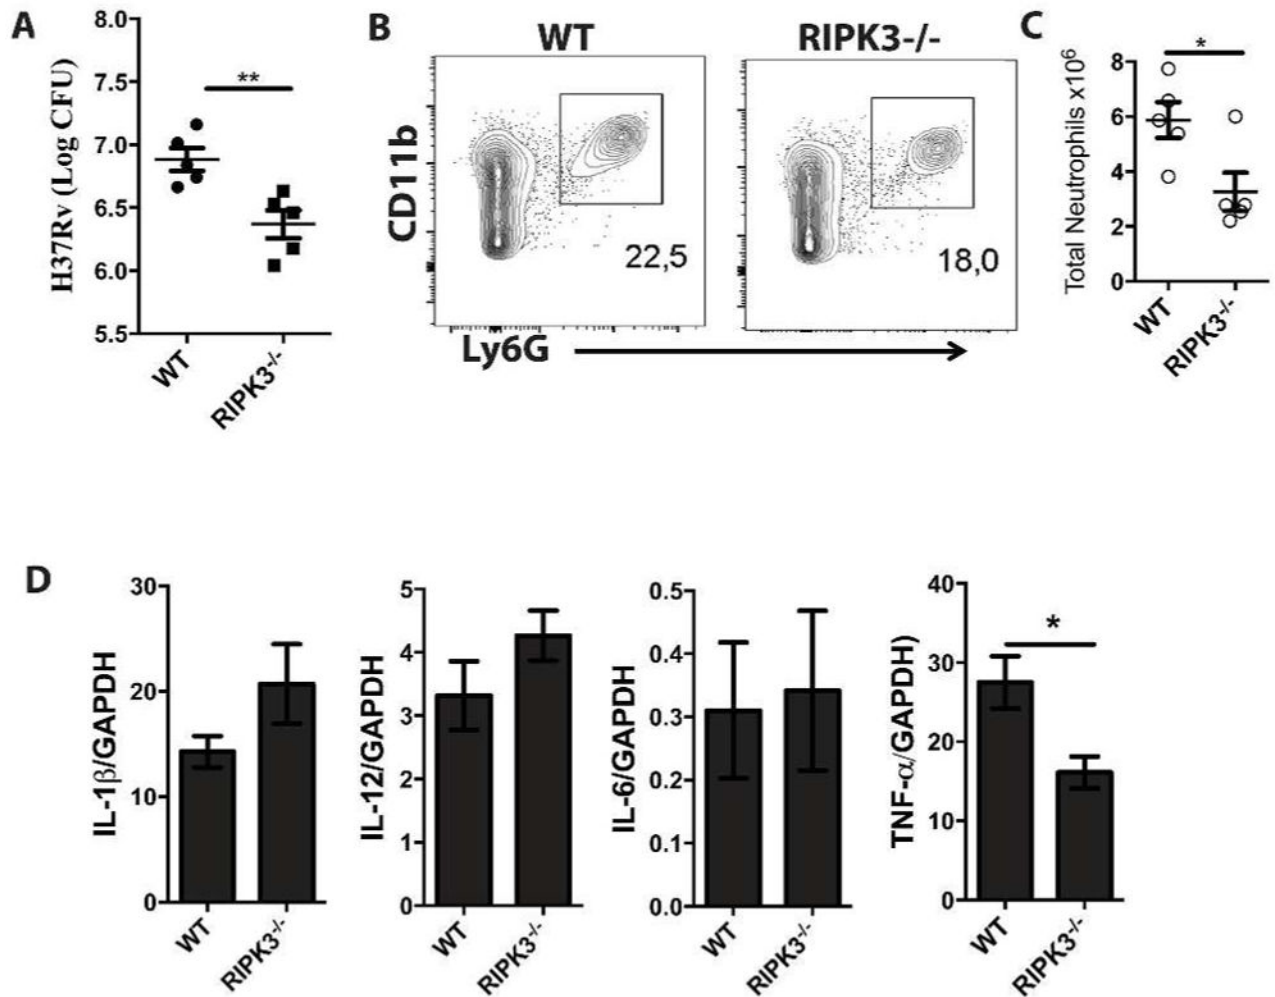 A
H37Rv (Log CFU)
8.0
7.5
7.0
6.5
6.0
5.5
**
WT
RIPK3-/-
B
WT
RIPK3-/-
CD11b
22,5
18,0
Ly6G
C
Total Neutrophils x10⁶
8
6
4
2
0
*
WT
RIPK3-/-
D
IL-1β/GAPDH
30
20
10
0
WT
RIPK3-/-
IL-12/GAPDH
5
4
3
2
1
0
WT
RIPK3-/-
IL-6/GAPDH
0.5
0.4
0.3
0.2
0.1
0.0
WT
RIPK3-/-
TNF-α/GAPDH)
40
30
20
10
0
*
WT
RIPK3-/-